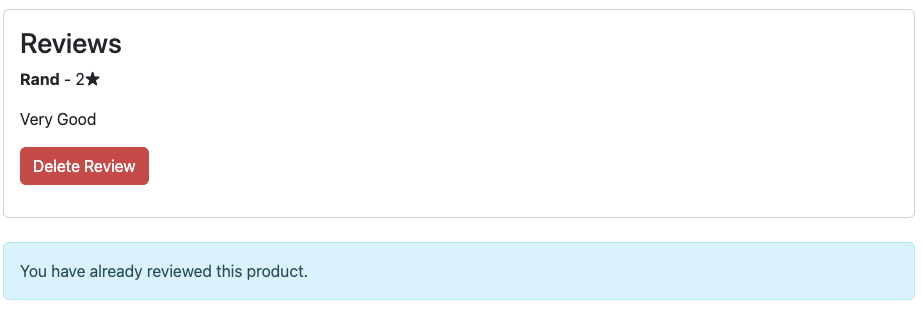 Reviews
Rand - 2★
Very Good
Delete Review
You have already reviewed this product.